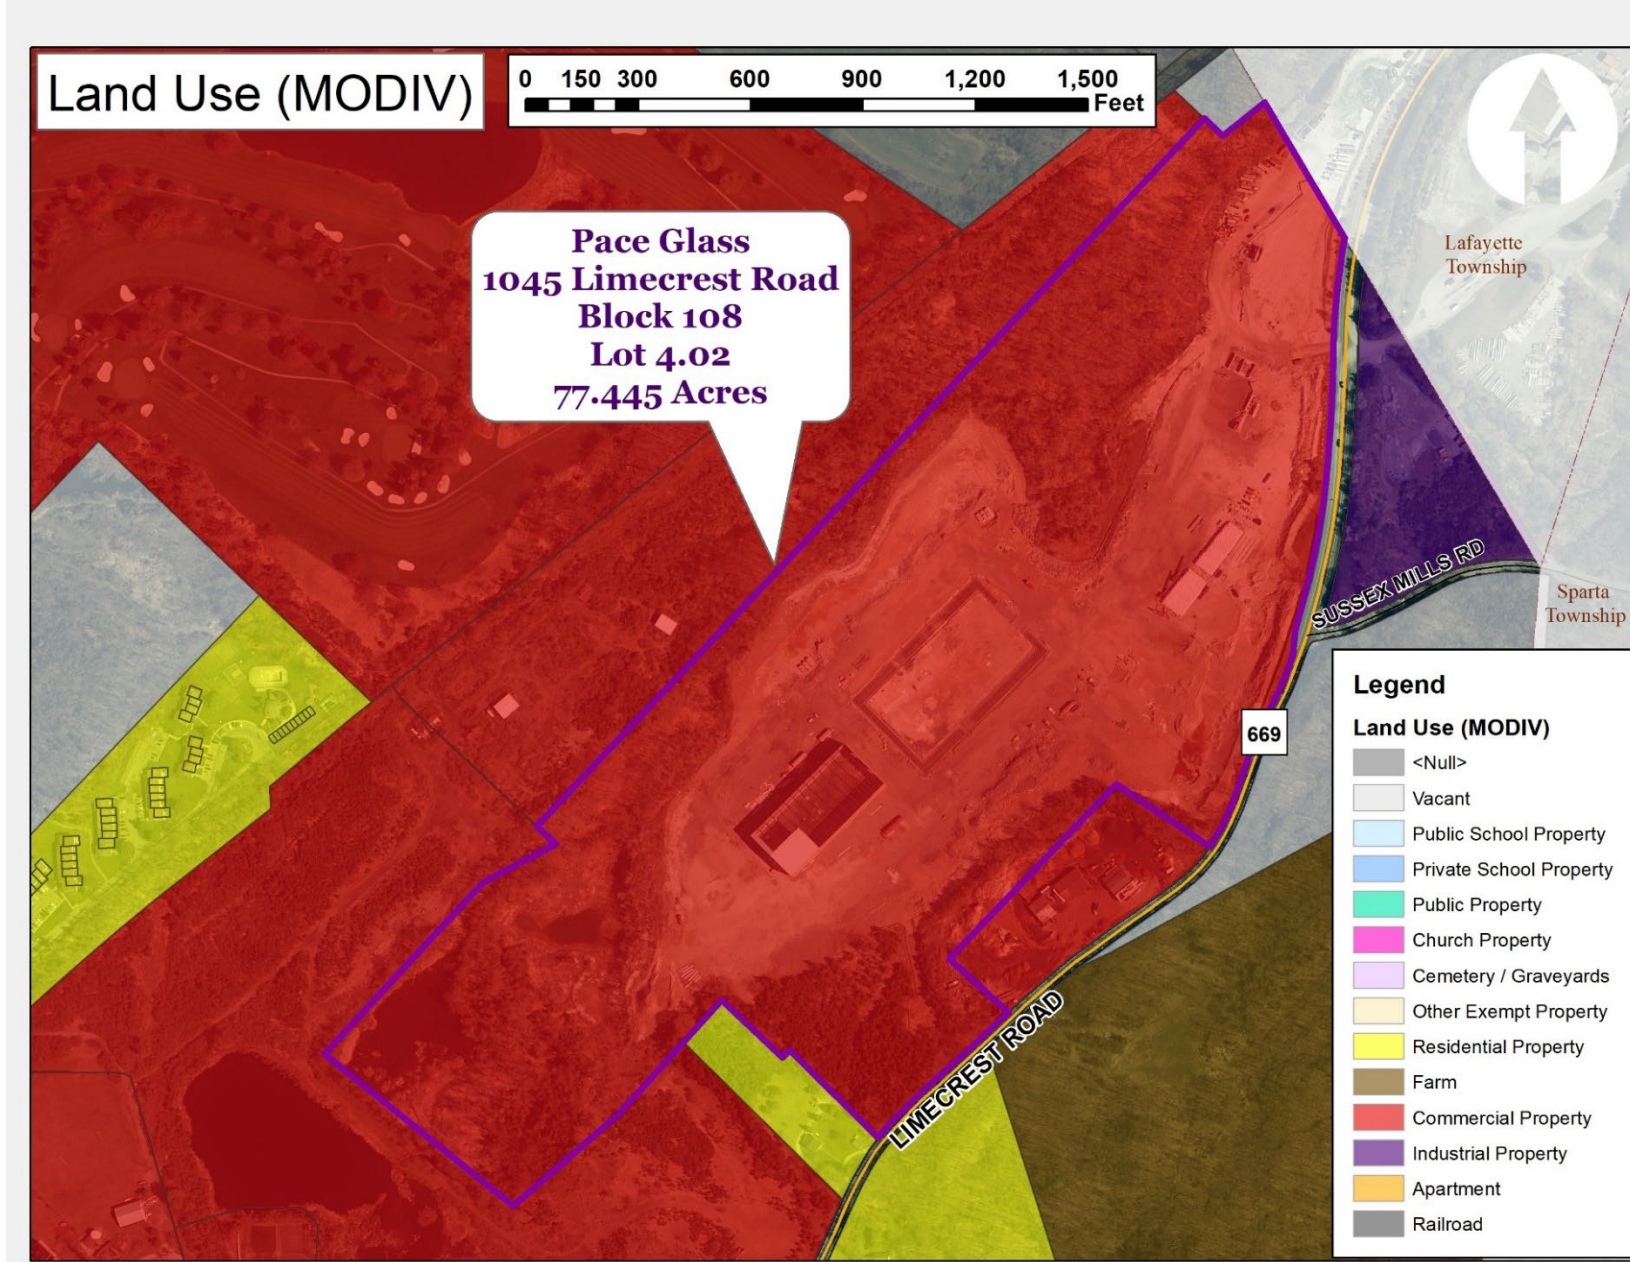 Land Use (MODIV)
0 150 300 600 900 1,200 1,500
Feet
Pace Glass
1045 Limecrest Road
Block 108
Lot 4.02
77.445 Acres
Lafayette
Township
SUSSEX MILLS RD
Sparta
Township
669
LIMECREST ROAD
Legend
Land Use (MODIV)
<Null>
Vacant
Public School Property
Private School Property
Public Property
Church Property
Cemetery / Graveyards
Other Exempt Property
Residential Property
Farm
Commercial Property
Industrial Property
Apartment
Railroad